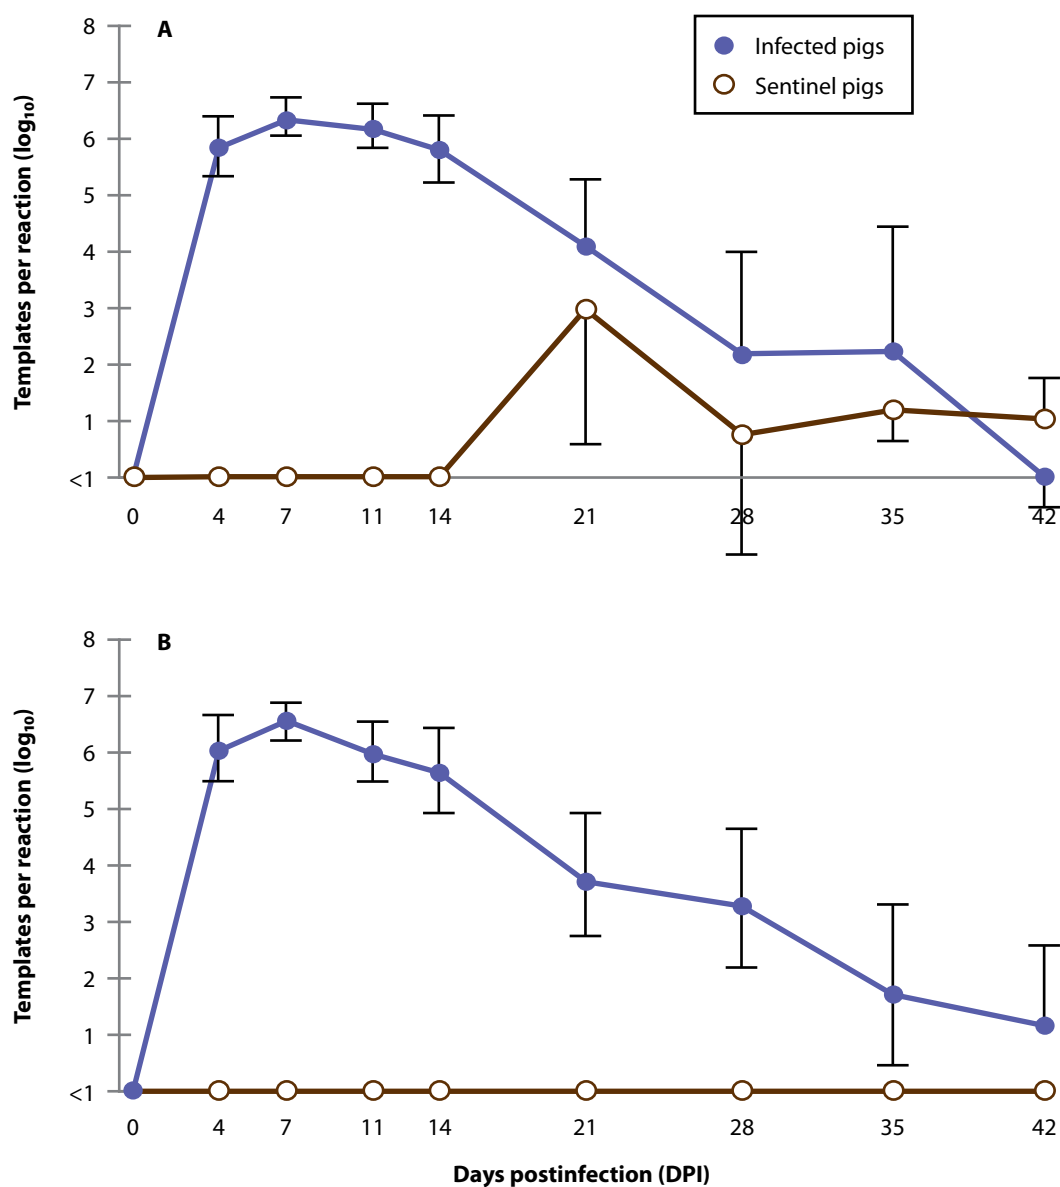 A
Infected pigs
Sentinel pigs
Templates per reaction (log₁₀)
8
7
6
5
4
3
2
1
<1
0 4 7 11 14 21 28 35 42
B
Templates per reaction (log₁₀)
8
7
6
5
4
3
2
1
<1
0 4 7 11 14 21 28 35 42
Days postinfection (DPI)